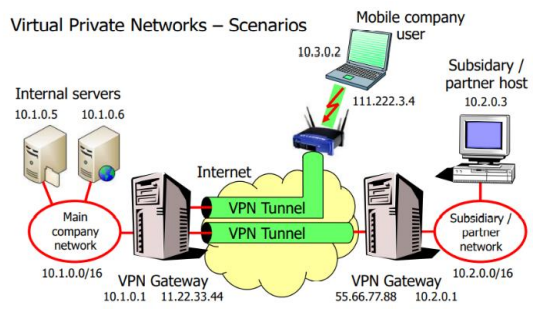 Virtual Private Networks – Scenarios
Mobile company
user
10.3.0.2
111.222.3.4
Subsidary /
partner host
10.2.0.3
Internal servers
10.1.0.5
10.1.0.6
Internet
VPN Tunnel
VPN Tunnel
Main
company
network
10.1.0.0/16
VPN Gateway
10.1.0.1
11.22.33.44
VPN Gateway
55.66.77.88
10.2.0.1
Subsidiary /
partner
network
10.2.0.0/16